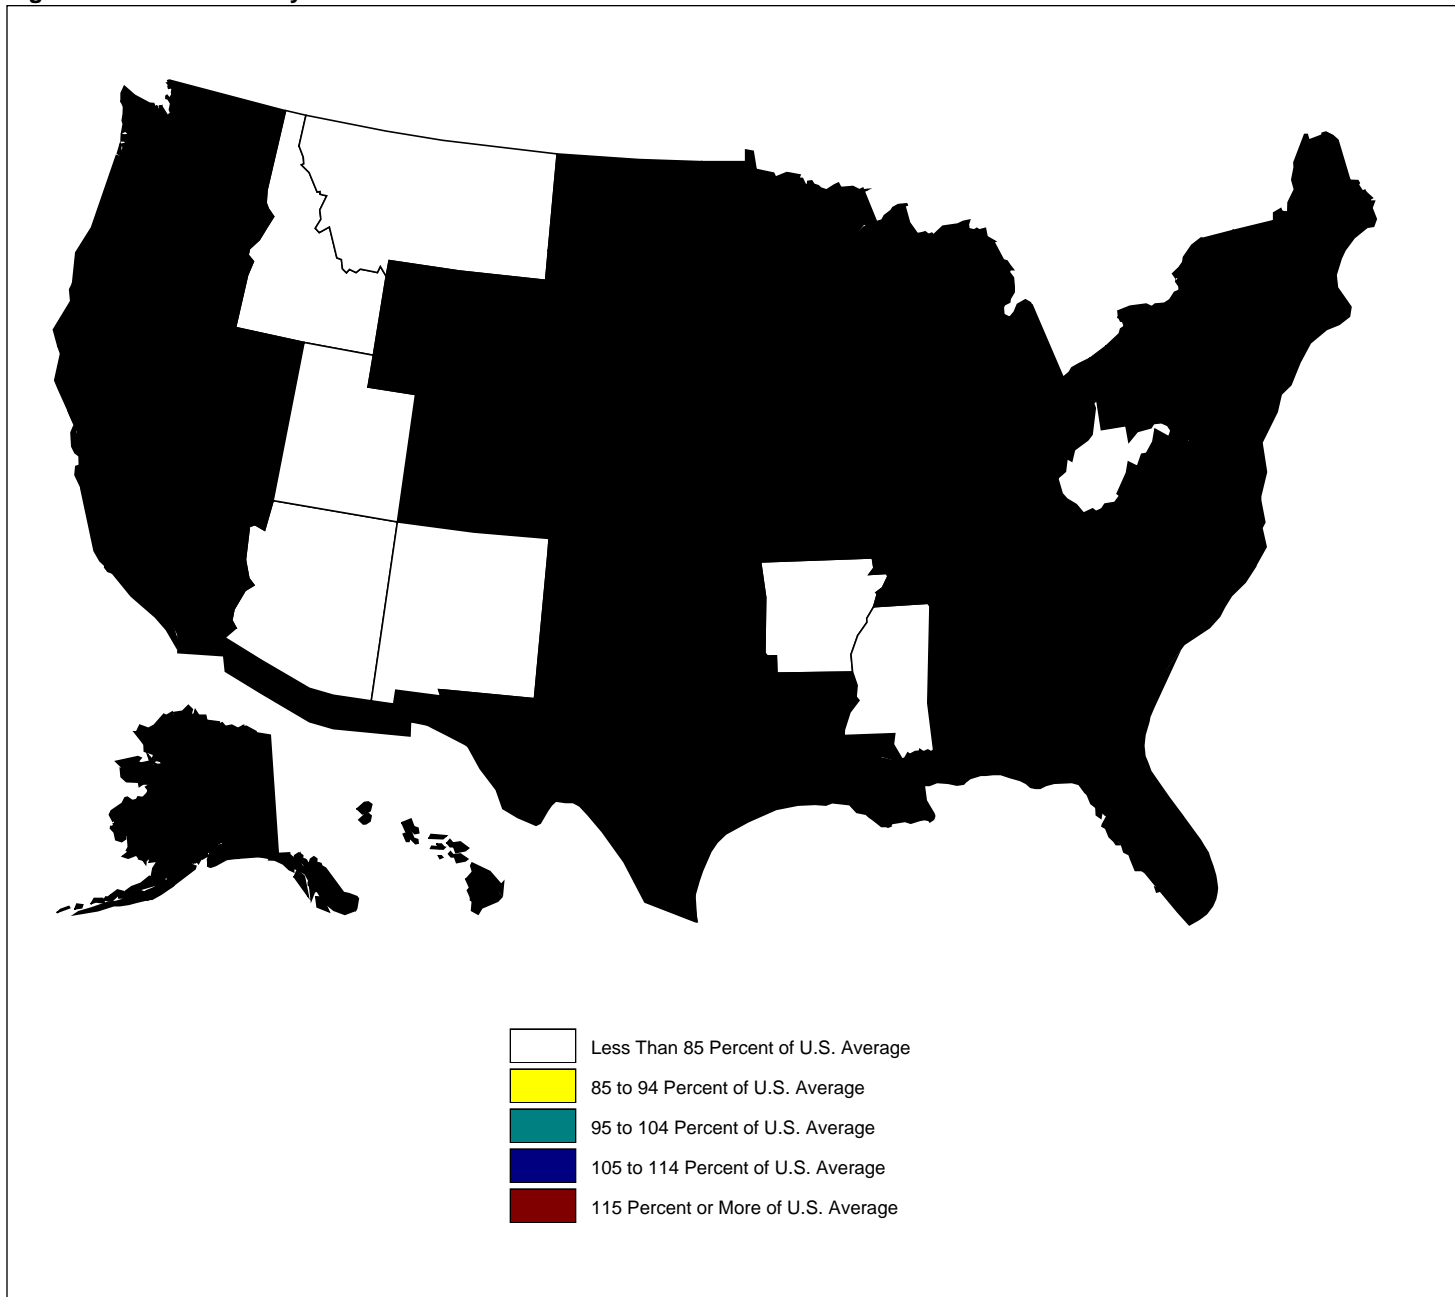 Less Than 85 Percent of U.S. Average
85 to 94 Percent of U.S. Average
95 to 104 Percent of U.S. Average
105 to 114 Percent of U.S. Average
115 Percent or More of U.S. Average